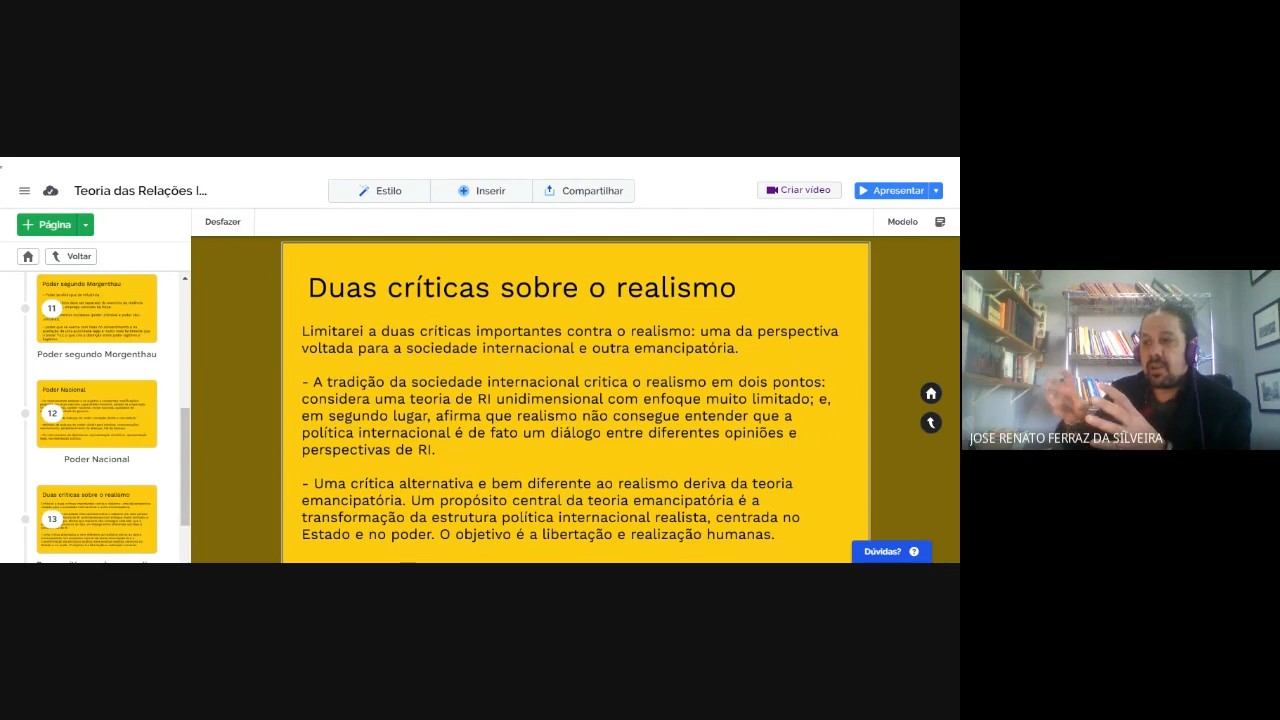 Teoria das Relações I...
Estilo
Inserir
Compartilhar
Criar vídeo
Apresentar
Página
Desfazer
Modelo
Voltar
Poder segundo Morgenthau
11
Poder segundo Morgenthau
Poder Nacional
12
Poder Nacional
Duas críticas sobre o realismo
13
Duas críticas sobre o realismo
Limitarei a duas críticas importantes contra o realismo: uma da perspectiva
voltada para a sociedade internacional e outra emancipatória.
- A tradição da sociedade internacional critica o realismo em dois pontos:
considera uma teoria de RI unidimensional com enfoque muito limitado; e,
em segundo lugar, afirma que realismo não consegue entender que a
política internacional é de fato um diálogo entre diferentes opiniões e
perspectivas de RI.
- Uma crítica alternativa e bem diferente ao realismo deriva da teoria
emancipatória. Um propósito central da teoria emancipatória é a
transformação da estrutura política internacional realista, centrada no
Estado e no poder. O objetivo é a libertação e realização humanas.
Dúvidas?
JOSE RENATO FERRAZ DA SILVEIRA